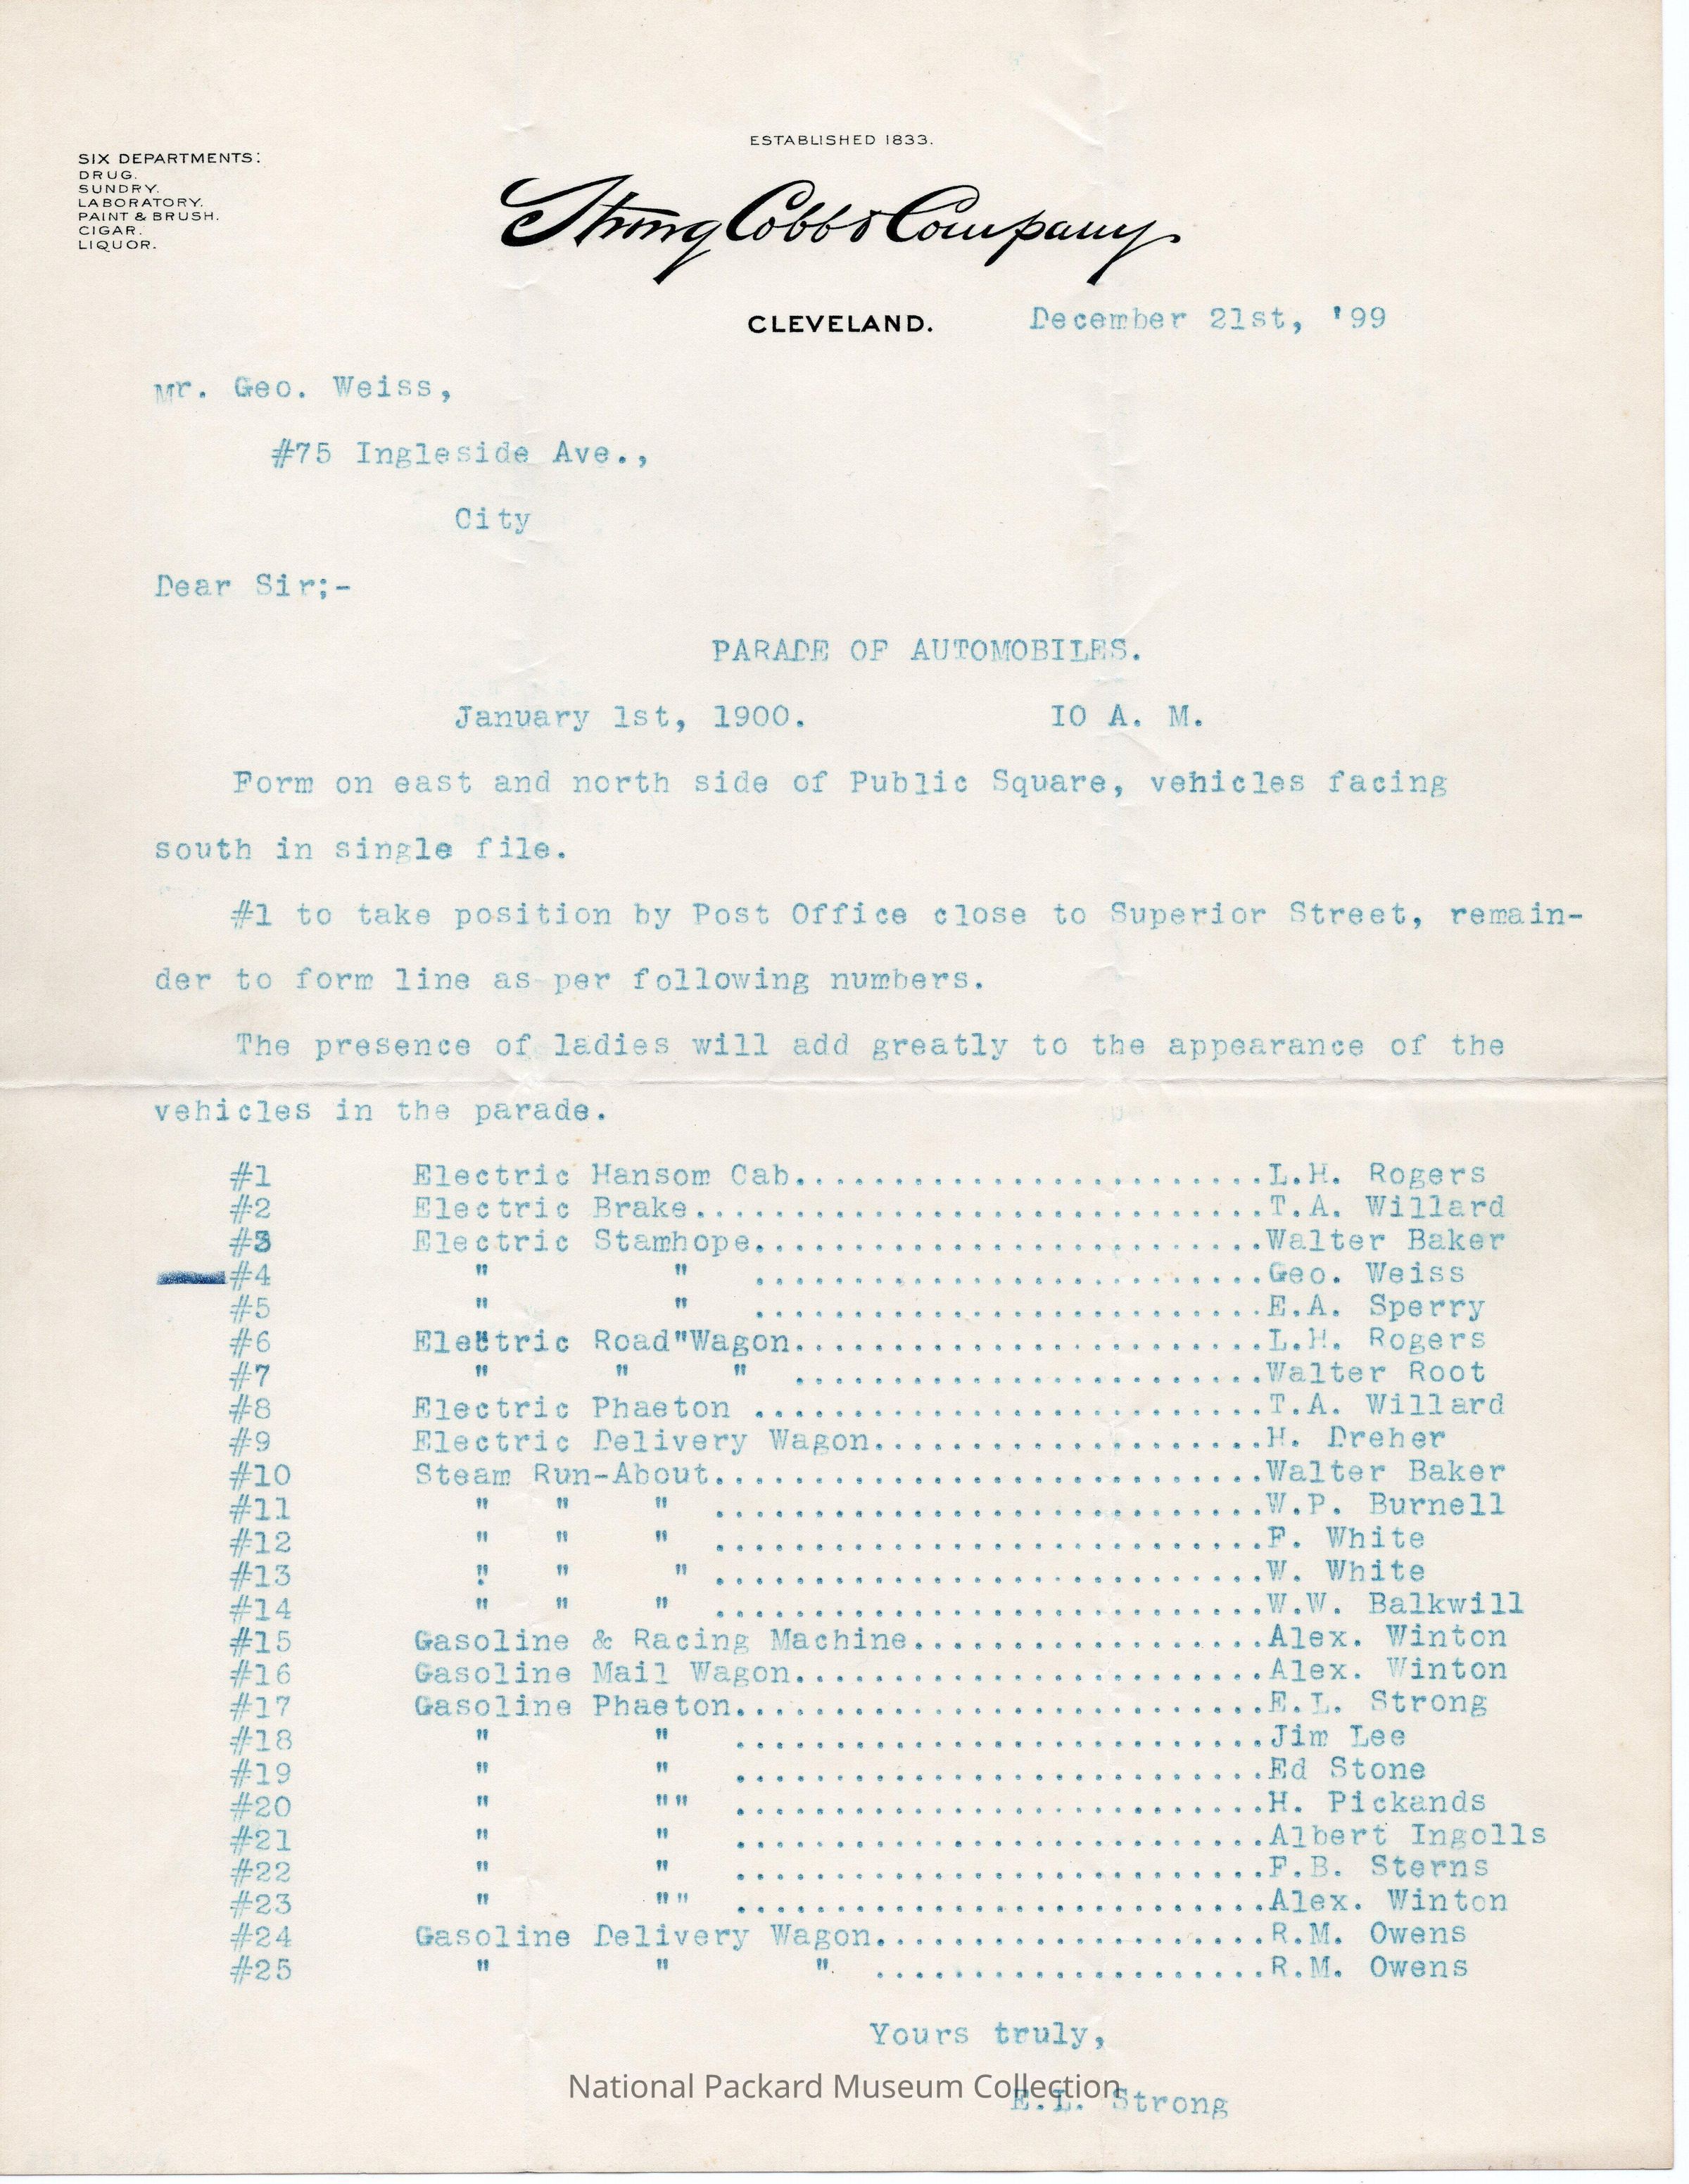 ESTABLISHED 1833.
SIX DEPARTMENTS:
DRUG.
SUNDRY.
LABORATORY.
PAINT & BRUSH.
CIGAR.
LIQUOR.
Strong Cobb & Company
CLEVELAND. December 21st, '99
Mr. Geo. Weiss,
#75 Ingleside Ave.,
City
Dear Sir;-
PARADE OF AUTOMOBILES.
January 1st, 1900. IO A. M.
Form on east and north side of Public Square, vehicles facing
south in single file.
#1 to take position by Post Office close to Superior Street, remain-
der to form line as per following numbers.
The presence of ladies will add greatly to the appearance of the
vehicles in the parade.
#1 Electric Hansom Cab........................L.H. Rogers
#2 Electric Brake.............................T.A. Willard
#3 Electric Stamhope..........................Walter Baker
#4 " " ..........................Geo. Weiss
#5 " " ..........................E.A. Sperry
#6 Electric Road"Wagon........................L.H. Rogers
#7 " " " ........................Walter Root
#8 Electric Phaeton ..........................T.A. Willard
#9 Electric Delivery Wagon....................H. Dreher
#10 Steam Run-About............................Walter Baker
#11 " " " ............................W.P. Burnell
#12 " " " ............................F. White
#13 " " " ............................W. White
#14 " " " ............................W.W. Balkwill
#15 Gasoline & Racing Machine..................Alex. Winton
#16 Gasoline Mail Wagon........................Alex. Winton
#17 Gasoline Phaeton...........................E.L. Strong
#18 " " ...........................Jim Lee
#19 " " ...........................Ed Stone
#20 " "" ...........................H. Pickands
#21 " " ...........................Albert Ingolls
#22 " " ...........................F.B. Sterns
#23 " "" ...........................Alex. Winton
#24 Gasoline Delivery Wagon....................R.M. Owens
#25 " " " ....................R.M. Owens
Yours truly,
National Packard Museum Collection
E.L. Strong